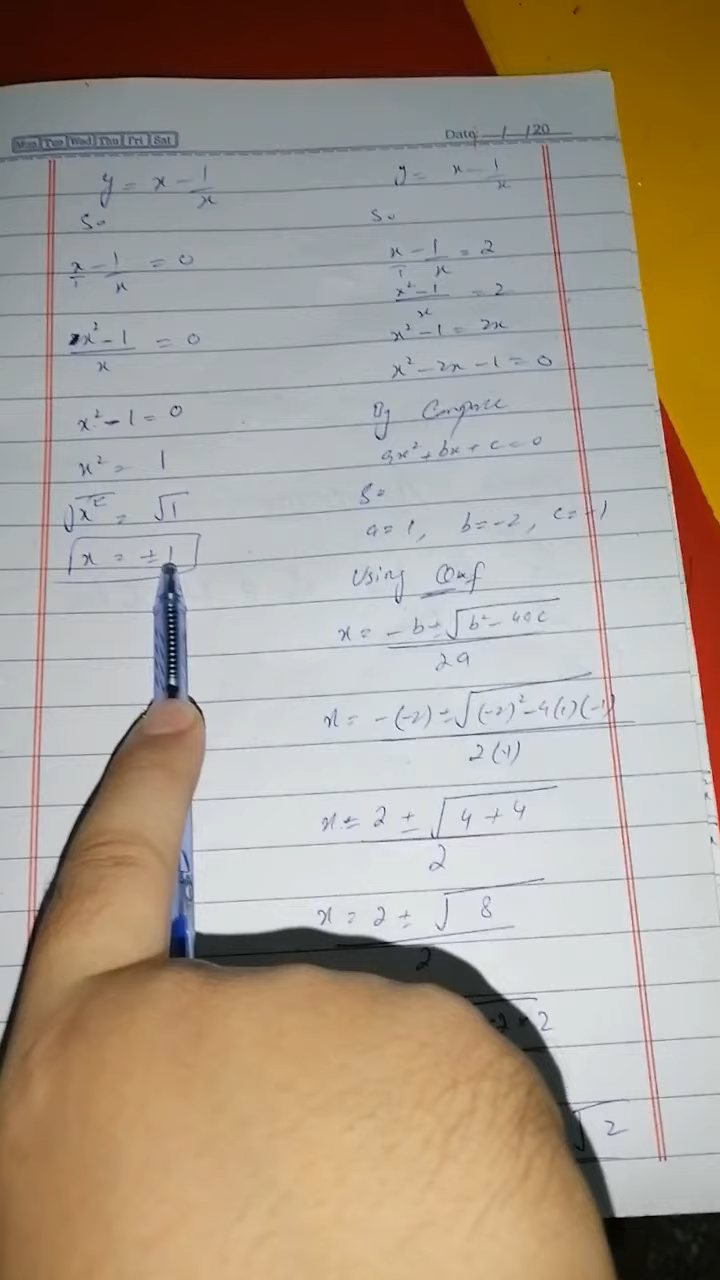 Mon Tue Wed Thu Fri Sat
Date / /20
y = x - 1/x
So
x/1 - 1/x = 0
x² - 1 / x = 0
x² - 1 = 0
x² = 1
√x² = √1
x = ± 1
y = x - 1/x
So
x/1 - 1/x = 2
x² - 1 / x = 2
x² - 1 = 2x
x² - 2x - 1 = 0
By Compare
ax² + bx + c = 0
So
a = 1, b = -2, c = -1
Using
x = -b ± √b² - 4ac / 2a
x = -(-2) ± √(-2)² - 4(1)(-1) / 2(1)
x = 2 ± √4 + 4 / 2
x = 2 ± √8 / 2
2
√2